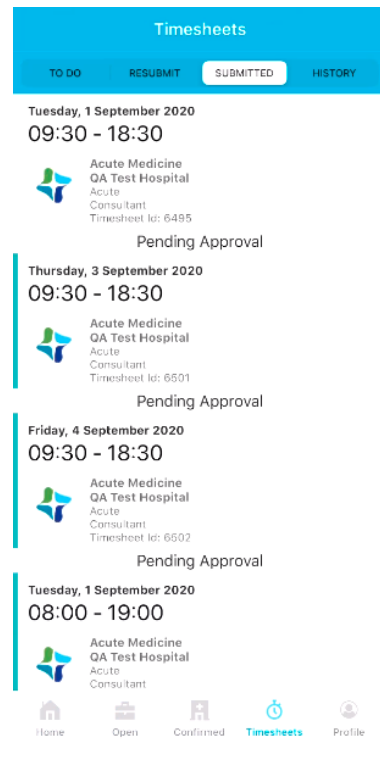 Timesheets
TO DO RESUBMIT SUBMITTED HISTORY
Tuesday, 1 September 2020
09:30 - 18:30
Acute Medicine
QA Test Hospital
Acute
Consultant
Timesheet Id: 6495
Pending Approval
Thursday, 3 September 2020
09:30 - 18:30
Acute Medicine
QA Test Hospital
Acute
Consultant
Timesheet Id: 6501
Pending Approval
Friday, 4 September 2020
09:30 - 18:30
Acute Medicine
QA Test Hospital
Acute
Consultant
Timesheet Id: 6502
Pending Approval
Tuesday, 1 September 2020
08:00 - 19:00
Acute Medicine
QA Test Hospital
Acute
Consultant
Home Open Confirmed Timesheets Profile